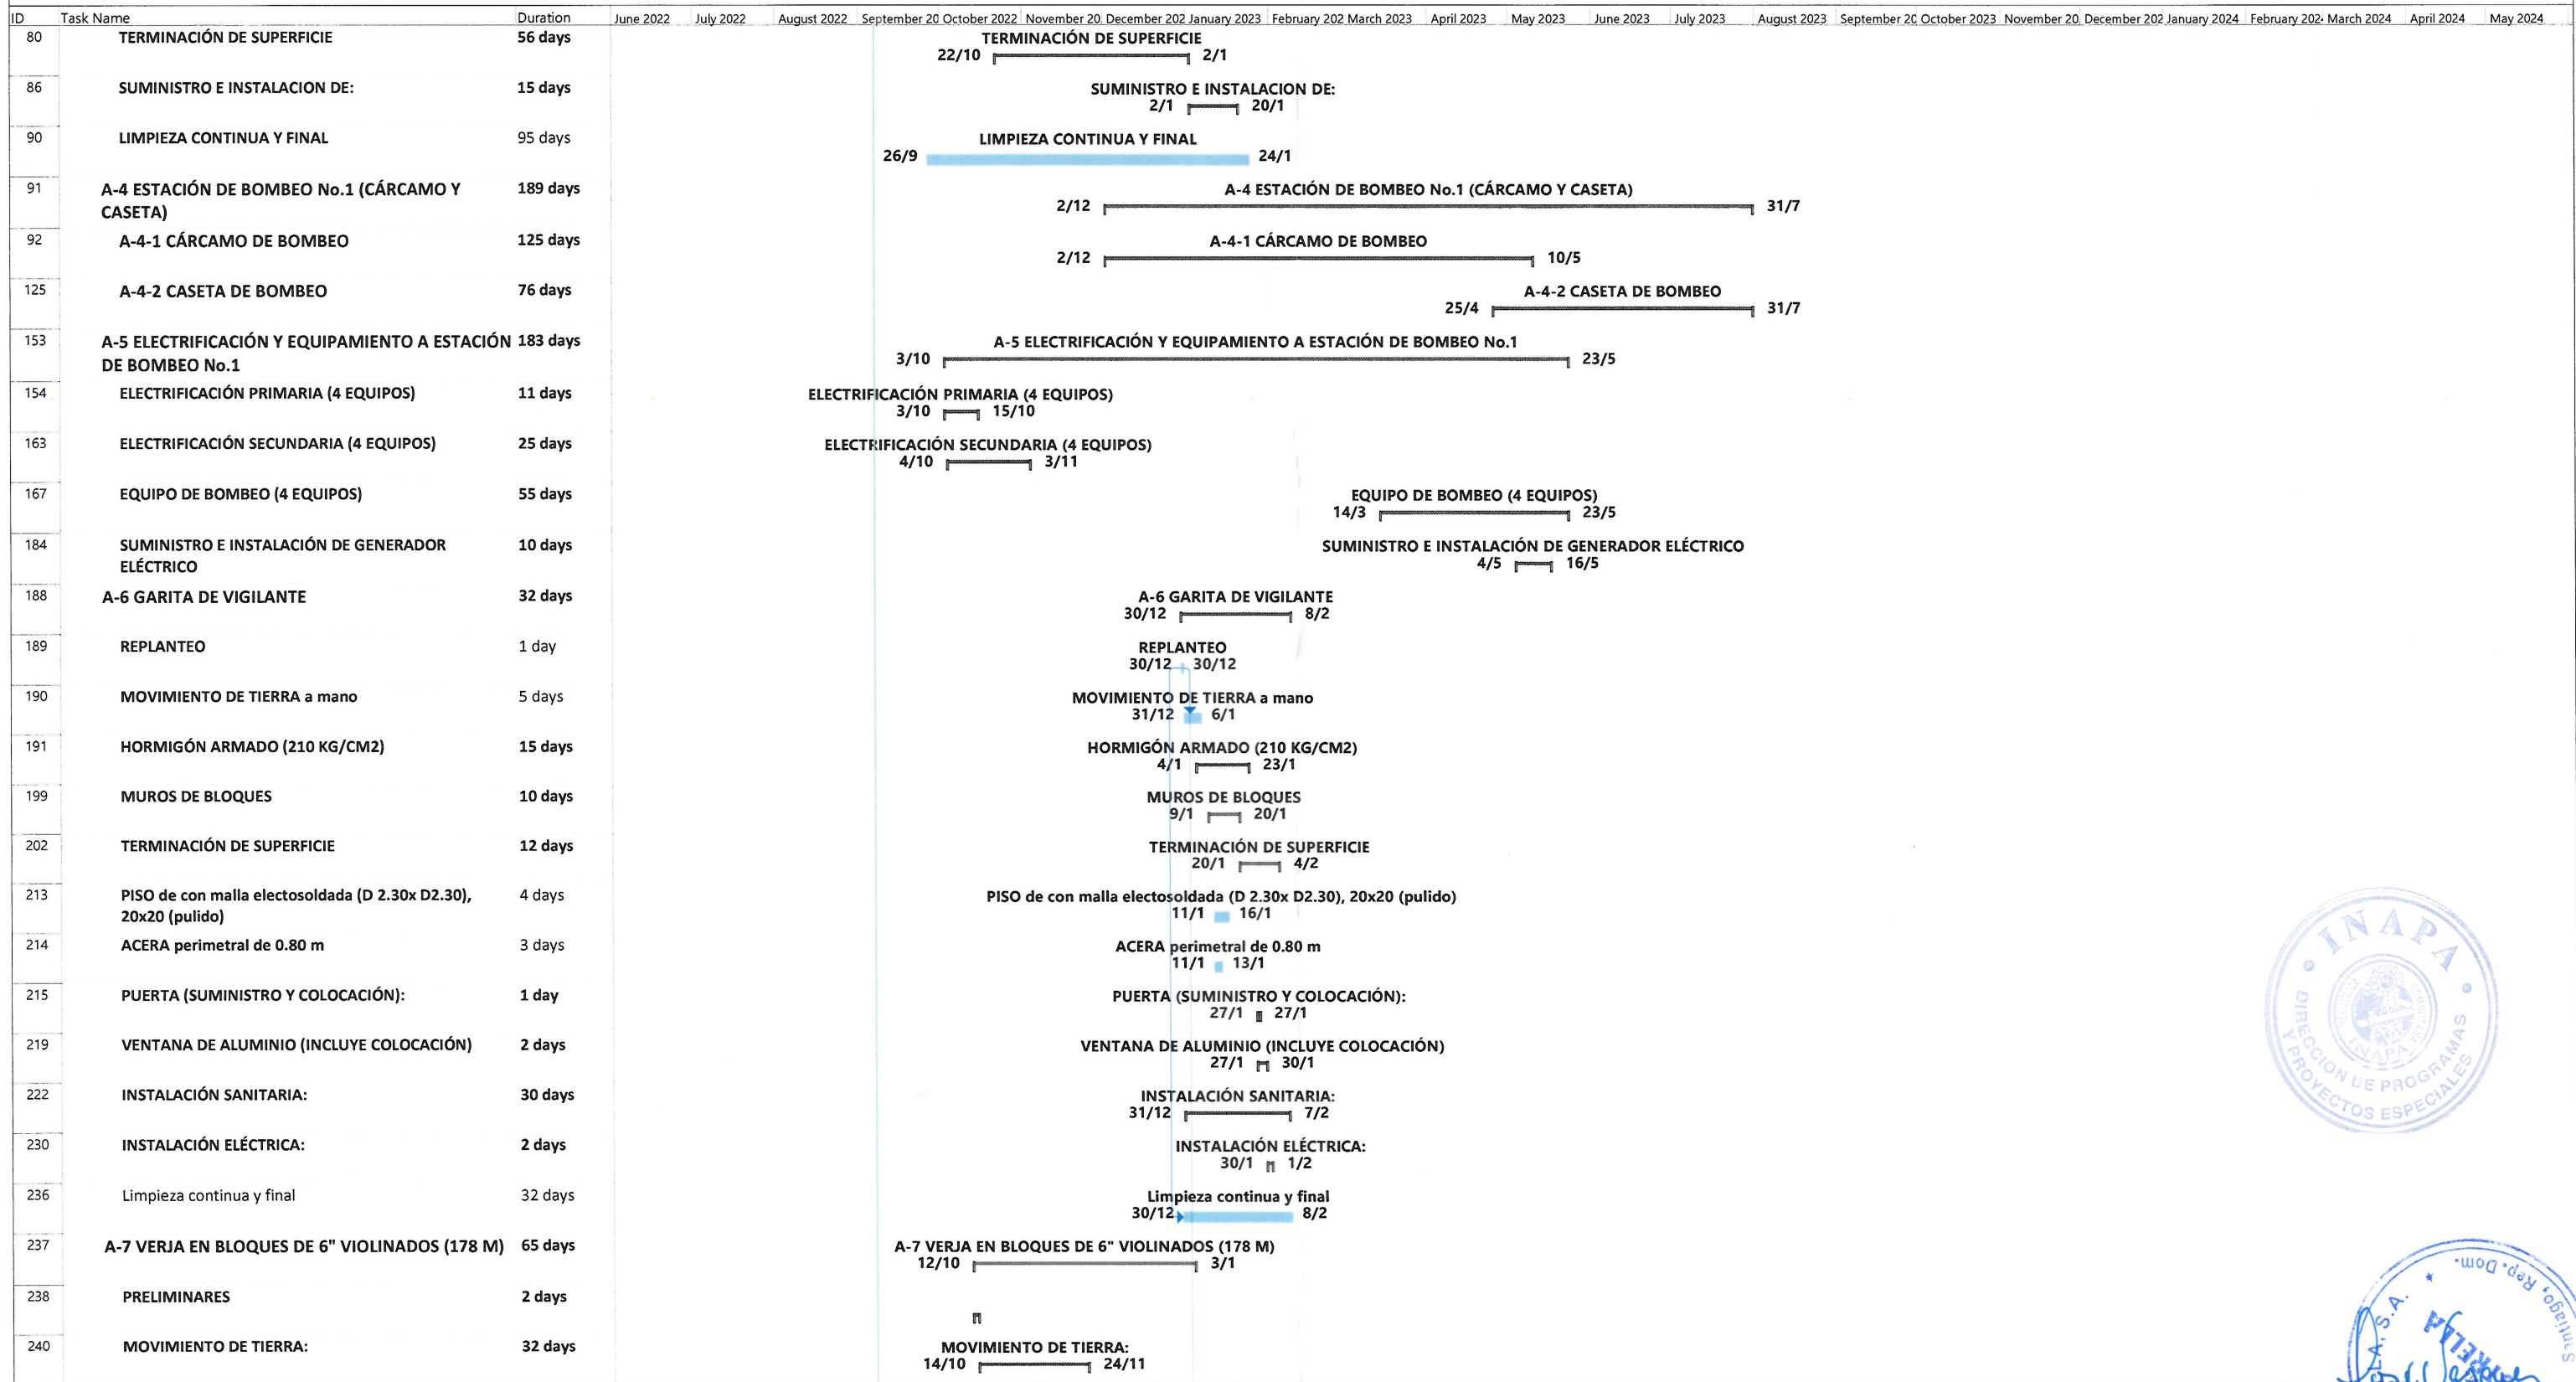 ID Task Name Duration June 2022 July 2022 August 2022 September 20 October 2022 November 20 December 202 January 2023 February 202 March 2023 April 2023 May 2023 June 2023 July 2023 August 2023 September 20 October 2023 November 20 December 202 January 2024 February 202 March 2024 April 2024 May 2024
80 TERMINACIÓN DE SUPERFICIE 56 days TERMINACIÓN DE SUPERFICIE
22/10 2/1
86 SUMINISTRO E INSTALACION DE: 15 days SUMINISTRO E INSTALACION DE:
2/1 20/1
90 LIMPIEZA CONTINUA Y FINAL 95 days LIMPIEZA CONTINUA Y FINAL
26/9 24/1
91 A-4 ESTACIÓN DE BOMBEO No.1 (CÁRCAMO Y 189 days A-4 ESTACIÓN DE BOMBEO No.1 (CÁRCAMO Y CASETA)
CASETA) 2/12 31/7
92 A-4-1 CÁRCAMO DE BOMBEO 125 days A-4-1 CÁRCAMO DE BOMBEO
2/12 10/5
125 A-4-2 CASETA DE BOMBEO 76 days A-4-2 CASETA DE BOMBEO
25/4 31/7
153 A-5 ELECTRIFICACIÓN Y EQUIPAMIENTO A ESTACIÓN 183 days A-5 ELECTRIFICACIÓN Y EQUIPAMIENTO A ESTACIÓN DE BOMBEO No.1
DE BOMBEO No.1 3/10 23/5
154 ELECTRIFICACIÓN PRIMARIA (4 EQUIPOS) 11 days ELECTRIFICACIÓN PRIMARIA (4 EQUIPOS)
3/10 15/10
163 ELECTRIFICACIÓN SECUNDARIA (4 EQUIPOS) 25 days ELECTRIFICACIÓN SECUNDARIA (4 EQUIPOS)
4/10 3/11
167 EQUIPO DE BOMBEO (4 EQUIPOS) 55 days EQUIPO DE BOMBEO (4 EQUIPOS)
14/3 23/5
184 SUMINISTRO E INSTALACIÓN DE GENERADOR 10 days SUMINISTRO E INSTALACIÓN DE GENERADOR ELÉCTRICO
ELÉCTRICO 4/5 16/5
188 A-6 GARITA DE VIGILANTE 32 days A-6 GARITA DE VIGILANTE
30/12 8/2
189 REPLANTEO 1 day REPLANTEO
30/12 30/12
190 MOVIMIENTO DE TIERRA a mano 5 days MOVIMIENTO DE TIERRA a mano
31/12 6/1
191 HORMIGÓN ARMADO (210 KG/CM2) 15 days HORMIGÓN ARMADO (210 KG/CM2)
4/1 23/1
199 MUROS DE BLOQUES 10 days MUROS DE BLOQUES
9/1 20/1
202 TERMINACIÓN DE SUPERFICIE 12 days TERMINACIÓN DE SUPERFICIE
20/1 4/2
213 PISO de con malla electosoldada (D 2.30x D2.30), 4 days PISO de con malla electosoldada (D 2.30x D2.30), 20x20 (pulido)
20x20 (pulido) 11/1 16/1
214 ACERA perimetral de 0.80 m 3 days ACERA perimetral de 0.80 m
11/1 13/1
215 PUERTA (SUMINISTRO Y COLOCACIÓN): 1 day PUERTA (SUMINISTRO Y COLOCACIÓN):
27/1 27/1
219 VENTANA DE ALUMINIO (INCLUYE COLOCACIÓN) 2 days VENTANA DE ALUMINIO (INCLUYE COLOCACIÓN)
27/1 30/1
222 INSTALACIÓN SANITARIA: 30 days INSTALACIÓN SANITARIA:
31/12 7/2
230 INSTALACIÓN ELÉCTRICA: 2 days INSTALACIÓN ELÉCTRICA:
30/1 1/2
236 Limpieza continua y final 32 days Limpieza continua y final
30/12 8/2
237 A-7 VERJA EN BLOQUES DE 6" VIOLINADOS (178 M) 65 days A-7 VERJA EN BLOQUES DE 6" VIOLINADOS (178 M)
12/10 3/1
238 PRELIMINARES 2 days
240 MOVIMIENTO DE TIERRA: 32 days MOVIMIENTO DE TIERRA:
14/10 24/11
INAPA
DIRECCION DE PROGRAMAS
Y PROYECTOS ESPECIALES
INAPA
Santiago, Rep. Dom.
S.A.